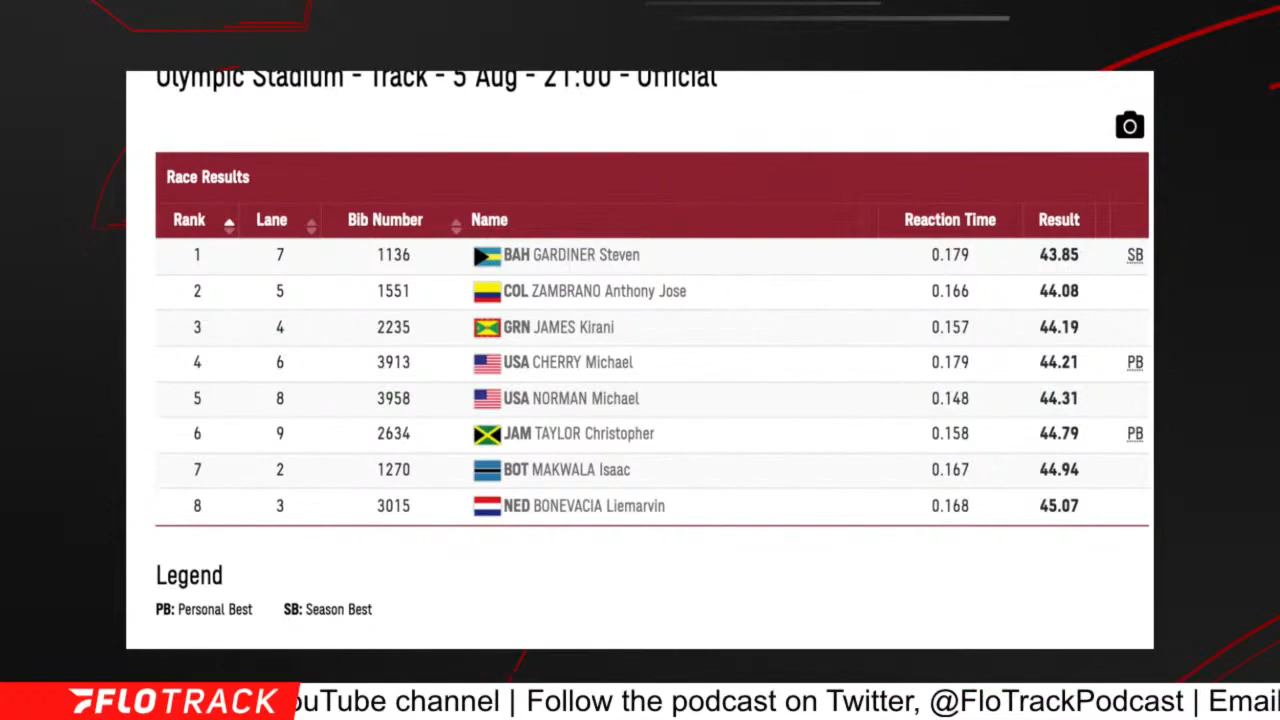 Olympic Stadium - Track - 5 Aug - 21:00 - Official
Race Results
Rank Lane Bib Number Name Reaction Time Result
1 7 1136 BAH GARDINER Steven 0.179 43.85 SB
2 5 1551 COL ZAMBRANO Anthony Jose 0.166 44.08
3 4 2235 GRN JAMES Kirani 0.157 44.19
4 6 3913 USA CHERRY Michael 0.179 44.21 PB
5 8 3958 USA NORMAN Michael 0.148 44.31
6 9 2634 JAM TAYLOR Christopher 0.158 44.79 PB
7 2 1270 BOT MAKWALA Isaac 0.167 44.94
8 3 3015 NED BONEVACIA Liemarvin 0.168 45.07
Legend
PB: Personal Best SB: Season Best
FLOTRACK ouTube channel | Follow the podcast on Twitter, @FloTrackPodcast | Email